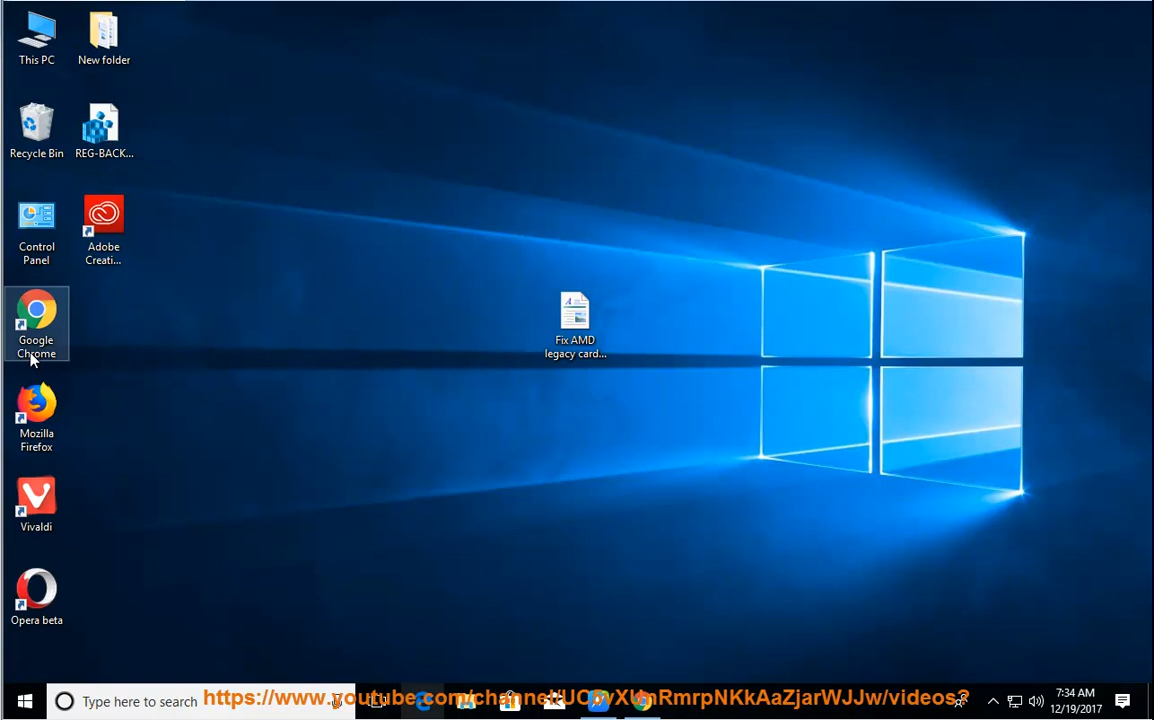 This PC
New folder
Recycle Bin
REG-BACK...
Control
Panel
Adobe
Creati...
Google
Chrome
Fix AMD
legacy card...
Mozilla
Firefox
Vivaldi
Opera beta
Type here to search
7:34 AM
12/19/2017